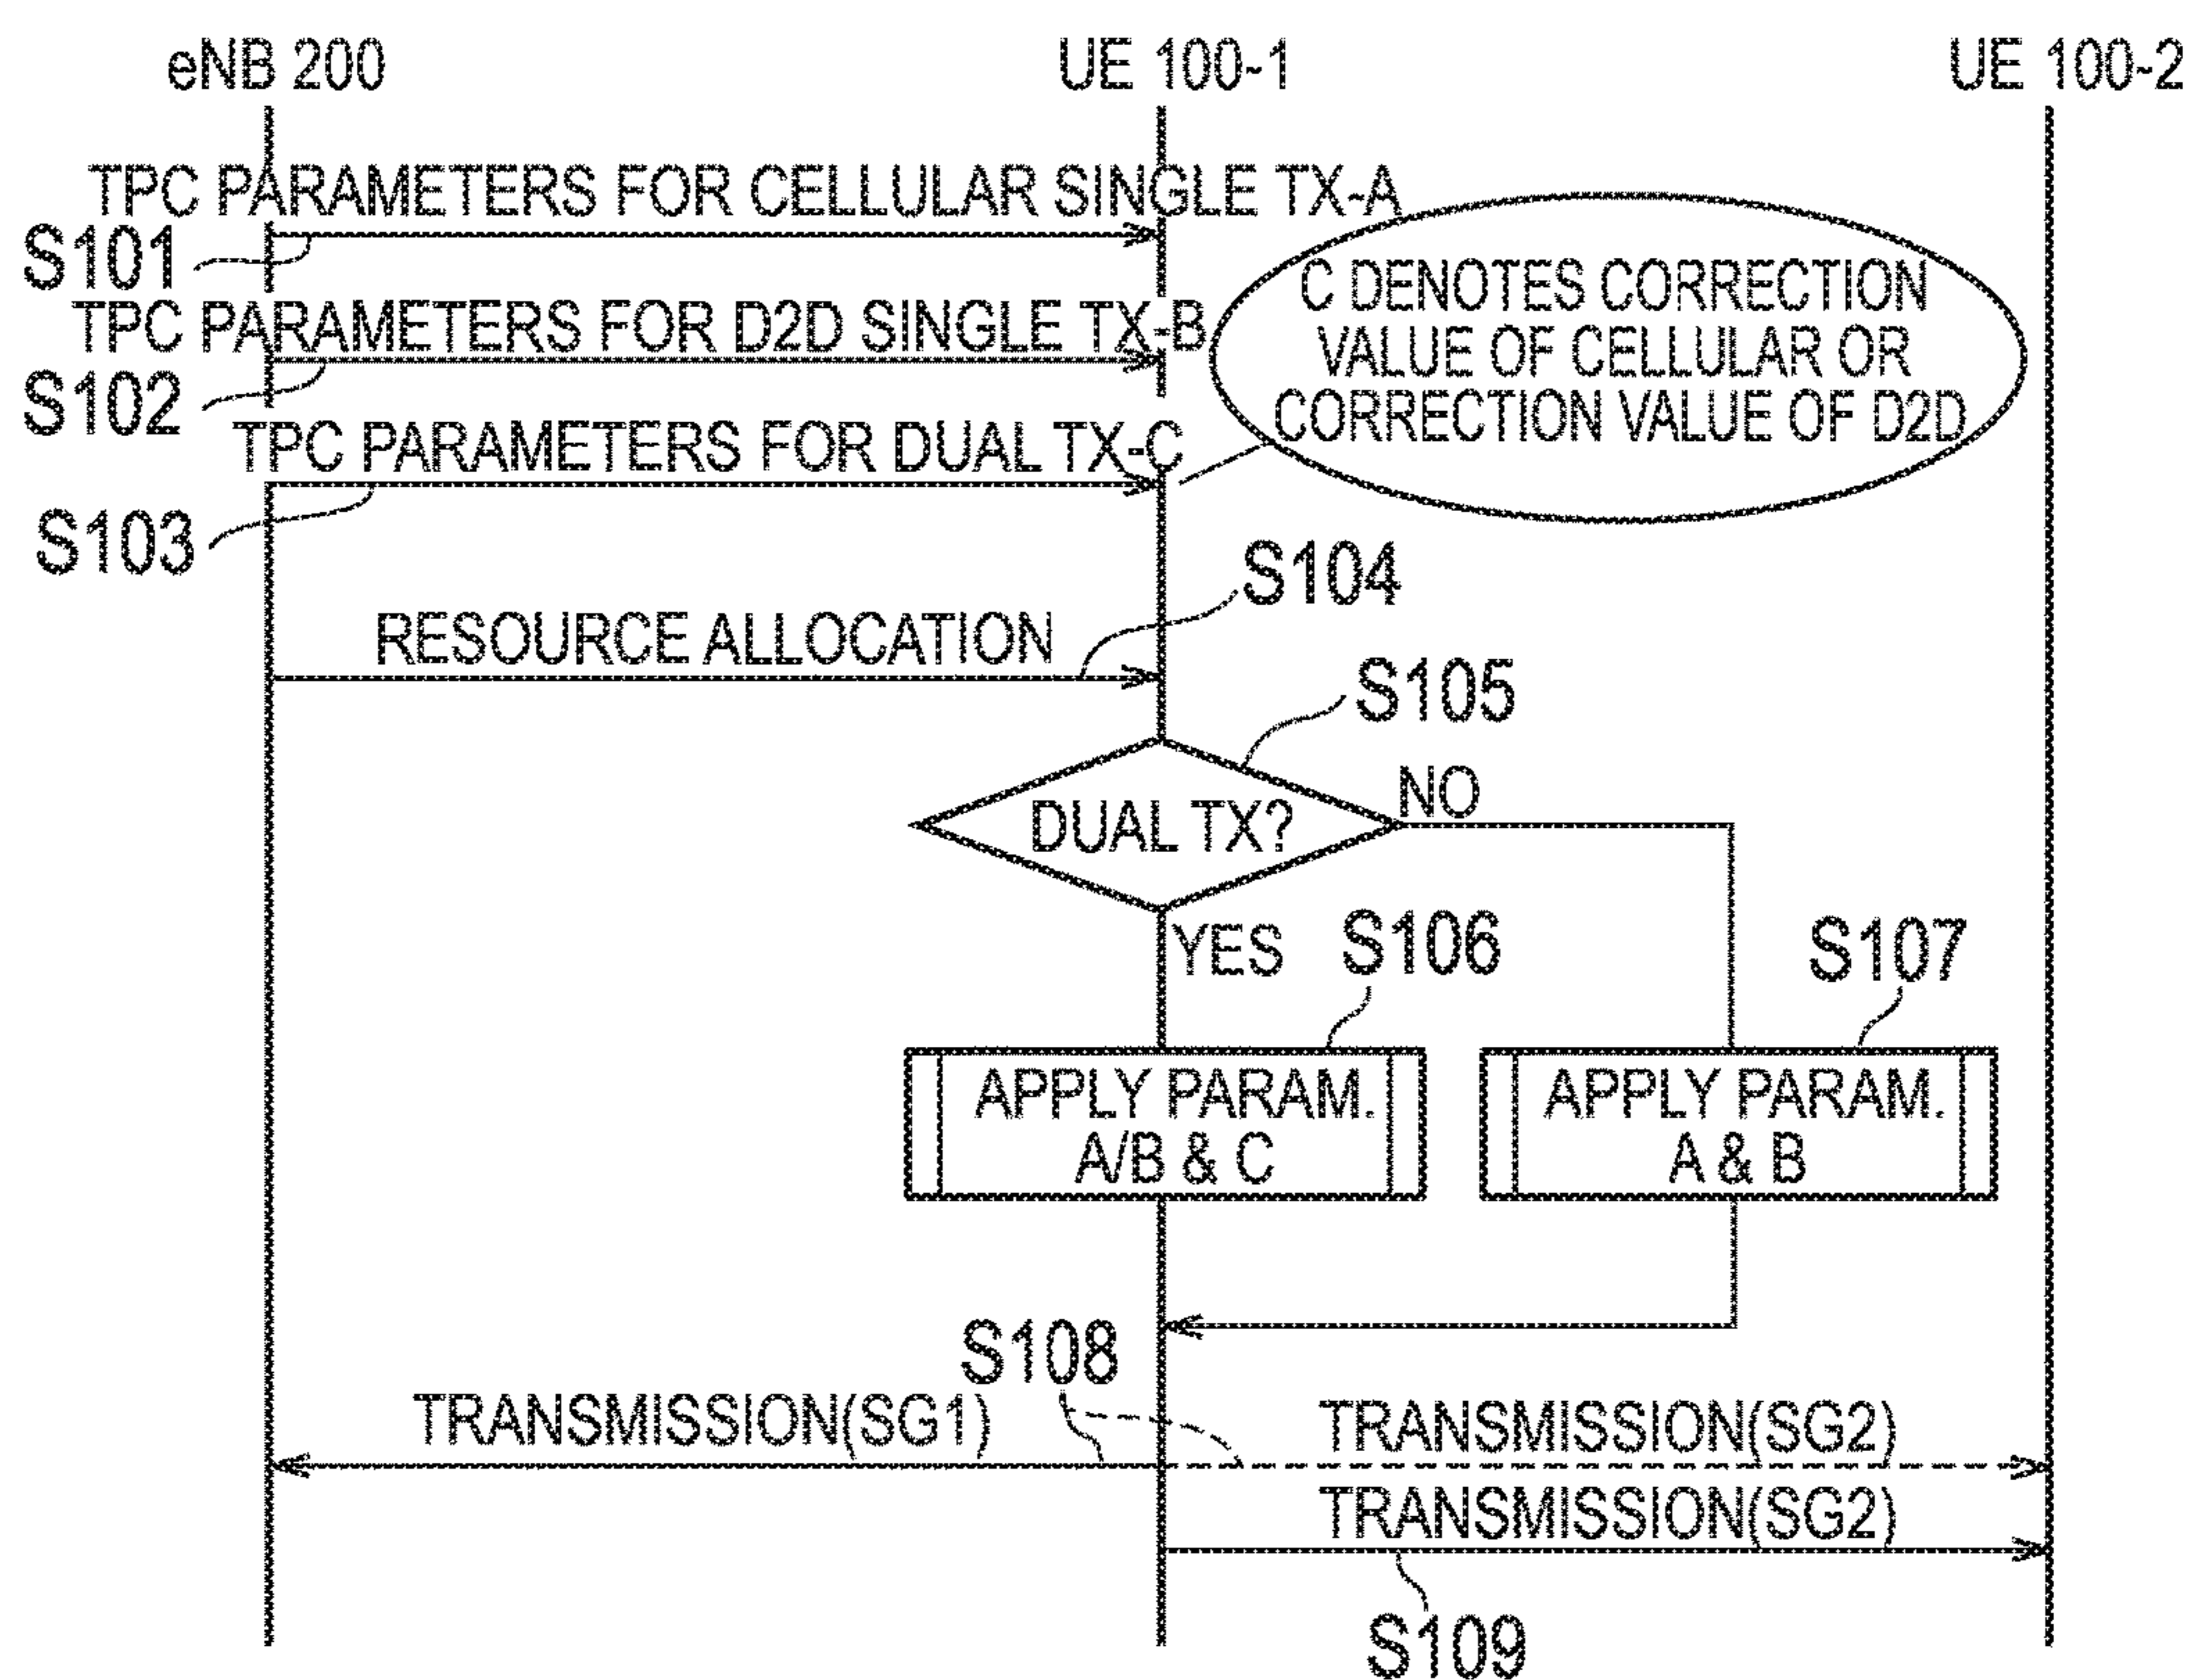 eNB 200
UE 100-1
UE 100-2
TPC PARAMETERS FOR CELLULAR SINGLE TX-A
S101
TPC PARAMETERS FOR D2D SINGLE TX-B
S102
TPC PARAMETERS FOR DUAL TX-C
S103
C DENOTES CORRECTION
VALUE OF CELLULAR OR
CORRECTION VALUE OF D2D
S104
RESOURCE ALLOCATION
S105
DUAL TX?
NO
YES
S106
S107
APPLY PARAM.
A/B & C
APPLY PARAM.
A & B
S108
TRANSMISSION(SG1)
TRANSMISSION(SG2)
TRANSMISSION(SG2)
S109